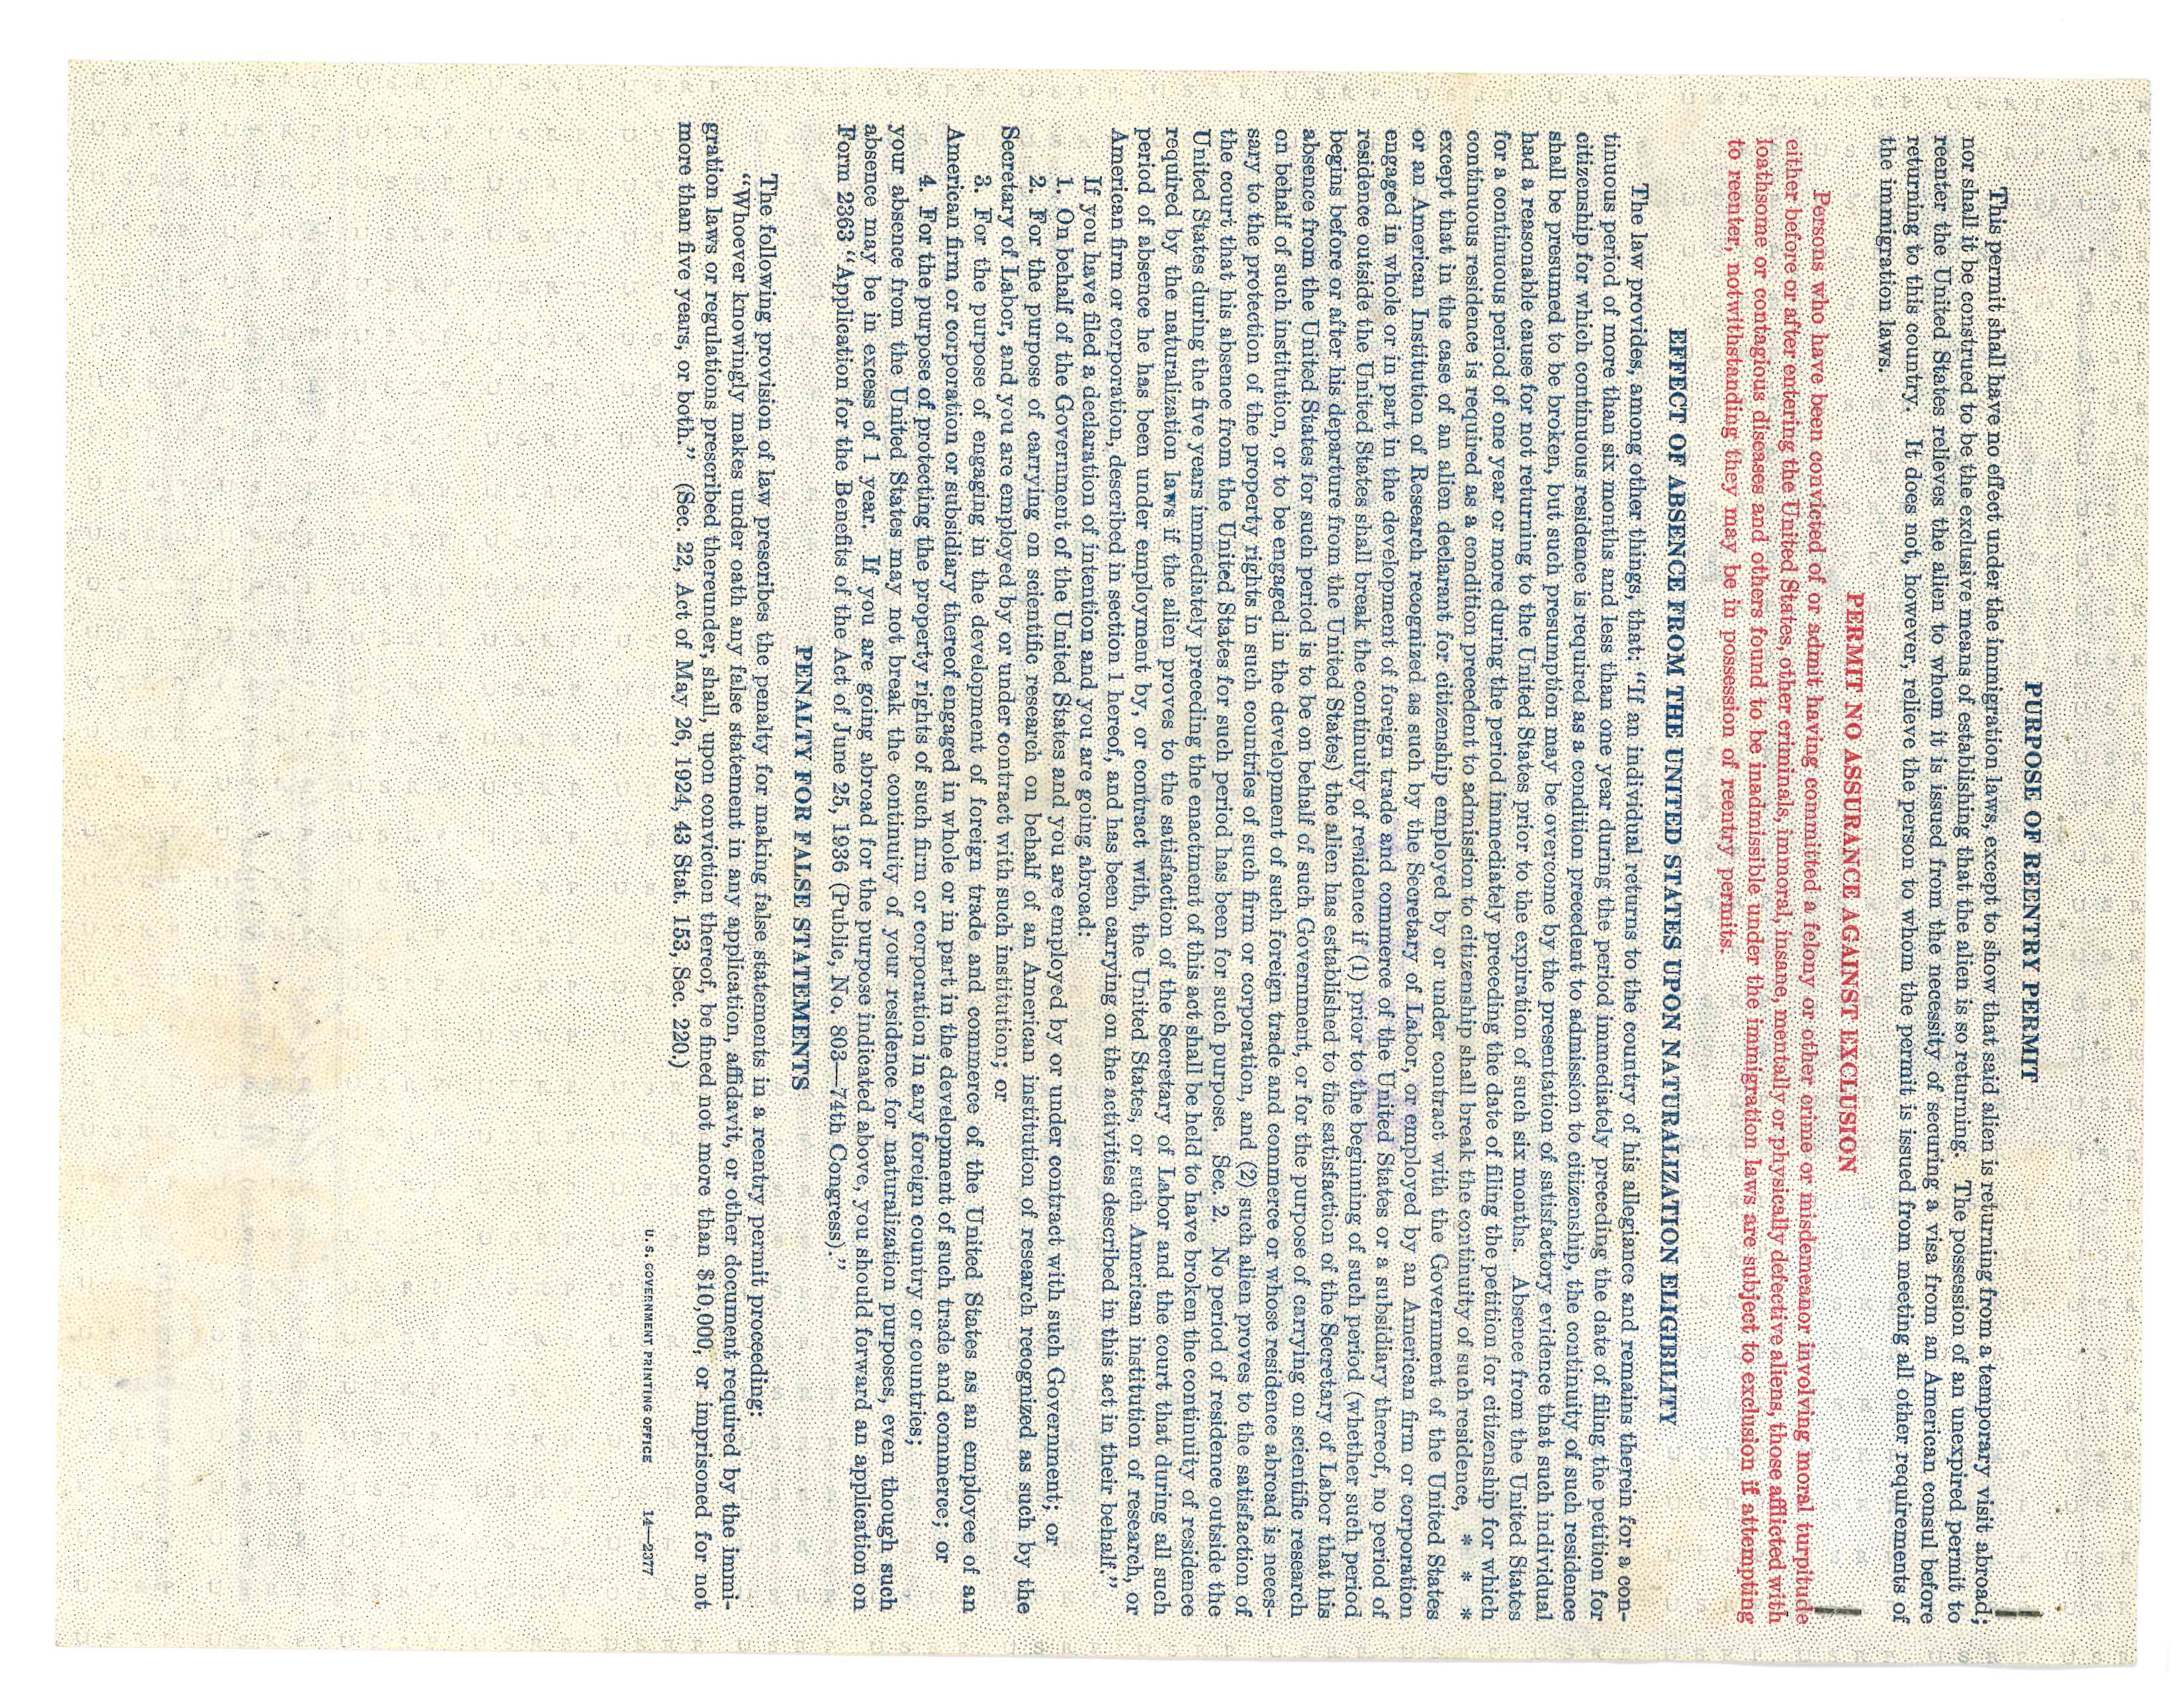 PURPOSE OF REENTRY PERMIT
This permit shall have no effect under the immigration laws, except to show that said alien is returning from a temporary visit abroad;
nor shall it be construed to be the exclusive means of establishing that the alien is so returning. The possession of an unexpired permit to
reenter the United States relieves the alien to whom it is issued from the necessity of securing a visa from an American consul before
returning to this country. It does not, however, relieve the person to whom the permit is issued from meeting all other requirements of
the immigration laws.
PERMIT NO ASSURANCE AGAINST EXCLUSION
Persons who have been convicted of or admit having committed a felony or other crime or misdemeanor involving moral turpitude
either before or after entering the United States, other criminals, immoral, insane, mentally or physically defective aliens, those afflicted with
loathsome or contagious diseases and others found to be inadmissible under the immigration laws are subject to exclusion if attempting
to reenter, notwithstanding they may be in possession of reentry permits.
EFFECT OF ABSENCE FROM THE UNITED STATES UPON NATURALIZATION ELIGIBILITY
The law provides, among other things, that: “If an individual returns to the country of his allegiance and remains therein for a con-
tinuous period of more than six months and less than one year during the period immediately preceding the date of filing the petition for
citizenship for which continuous residence is required as a condition precedent to admission to citizenship, the continuity of such residence
shall be presumed to be broken, but such presumption may be overcome by the presentation of satisfactory evidence that such individual
had a reasonable cause for not returning to the United States prior to the expiration of such six months. Absence from the United States
for a continuous period of one year or more during the period immediately preceding the date of filing the petition for citizenship for which
continuous residence is required as a condition precedent to admission to citizenship shall break the continuity of such residence, * * *
except that in the case of an alien declarant for citizenship employed by or under contract with the Government of the United States
or an American Institution of Research recognized as such by the Secretary of Labor, or employed by an American firm or corporation
engaged in whole or in part in the development of foreign trade and commerce of the United States or a subsidiary thereof, no period of
residence outside the United States shall break the continuity of residence if (1) prior to the beginning of such period (whether such period
begins before or after his departure from the United States) the alien has established to the satisfaction of the Secretary of Labor that his
absence from the United States for such period is to be on behalf of such Government, or for the purpose of carrying on scientific research
on behalf of such institution, or to be engaged in the development of such foreign trade and commerce or whose residence abroad is neces-
sary to the protection of the property rights in such countries of such firm or corporation, and (2) such alien proves to the satisfaction of
the court that his absence from the United States for such period has been for such purpose. Sec. 2. No period of residence outside the
United States during the five years immediately preceding the enactment of this act shall be held to have broken the continuity of residence
required by the naturalization laws if the alien proves to the satisfaction of the Secretary of Labor and the court that during all such
period of absence he has been under employment by, or contract with, the United States, or such American institution of research, or
American firm or corporation, described in section 1 hereof, and has been carrying on the activities described in this act in their behalf.”
If you have filed a declaration of intention and you are going abroad:
1. On behalf of the Government of the United States and you are employed by or under contract with such Government; or
2. For the purpose of carrying on scientific research on behalf of an American institution of research recognized as such by the
Secretary of Labor, and you are employed by or under contract with such institution; or
3. For the purpose of engaging in the development of foreign trade and commerce of the United States as an employee of an
American firm or corporation or subsidiary thereof engaged in whole or in part in the development of such trade and commerce; or
4. For the purpose of protecting the property rights of such firm or corporation in any foreign country or countries;
your absence from the United States may not break the continuity of your residence for naturalization purposes, even though such
absence may be in excess of 1 year. If you are going abroad for the purpose indicated above, you should forward an application on
Form 2363 “Application for the Benefits of the Act of June 25, 1936 (Public, No. 803—74th Congress).”
PENALTY FOR FALSE STATEMENTS
The following provision of law prescribes the penalty for making false statements in a reentry permit proceeding:
“Whoever knowingly makes under oath any false statement in any application, affidavit, or other document required by the immi-
gration laws or regulations prescribed thereunder, shall, upon conviction thereof, be fined not more than $10,000, or imprisoned for not
more than five years, or both.” (Sec. 22, Act of May 26, 1924, 43 Stat. 153, Sec. 220.)
U. S. GOVERNMENT PRINTING OFFICE 14—2377